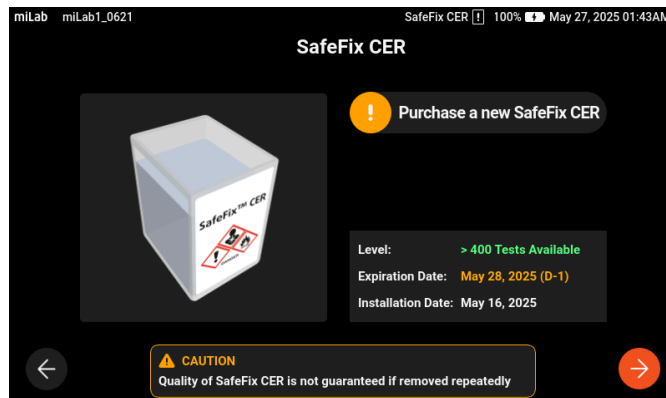 miLab miLab1_0621 SafeFix CER ! 100% May 27, 2025 01:43AM
SafeFix CER
! Purchase a new SafeFix CER
SafeFix™ CER
DANGER
Level: > 400 Tests Available
Expiration Date: May 28, 2025 (D-1)
Installation Date: May 16, 2025
CAUTION
Quality of SafeFix CER is not guaranteed if removed repeatedly